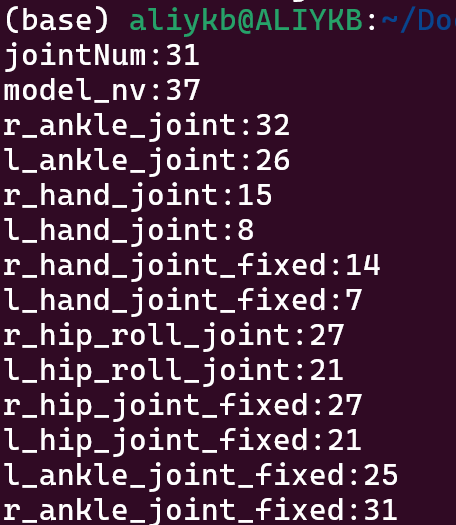 (base) aliykb@ALIYKB:~/Do
jointNum:31
model_nv:37
r_ankle_joint:32
l_ankle_joint:26
r_hand_joint:15
l_hand_joint:8
r_hand_joint_fixed:14
l_hand_joint_fixed:7
r_hip_roll_joint:27
l_hip_roll_joint:21
r_hip_joint_fixed:27
l_hip_joint_fixed:21
l_ankle_joint_fixed:25
r_ankle_joint_fixed:31